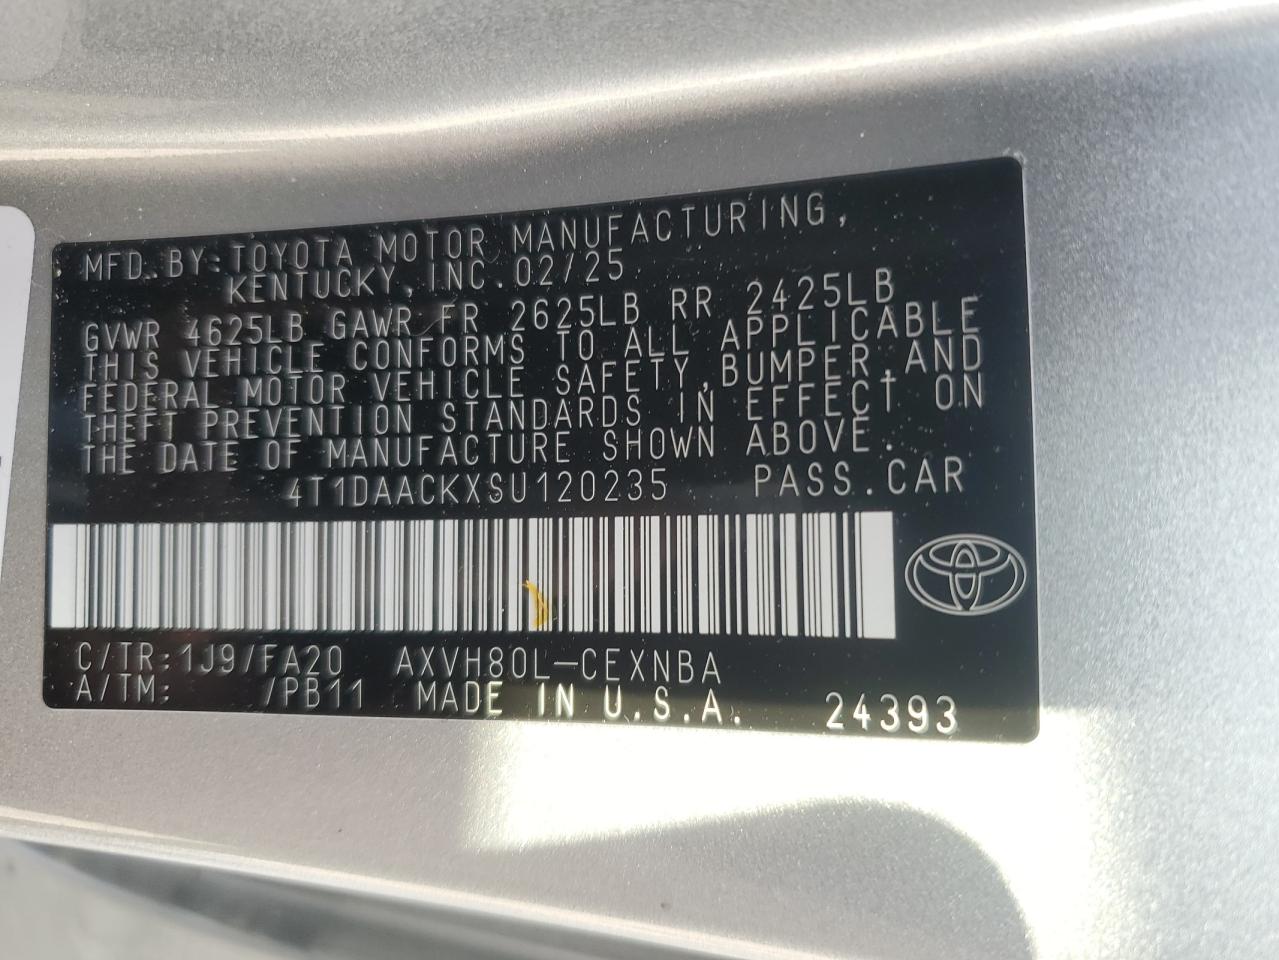 MFD. BY: TOYOTA MOTOR MANUFACTURING,
KENTUCKY, INC. 02/25
GVWR 4625LB GAWR FR 2625LB RR 2425LB
THIS VEHICLE CONFORMS TO ALL APPLICABLE
FEDERAL MOTOR VEHICLE SAFETY, BUMPER, AND
THEFT PREVENTION STANDARDS IN EFFECT ON
THE DATE OF MANUFACTURE SHOWN ABOVE.
4T1DAACKXSU120235 PASS. CAR
C/TR: 1J9/FA20 AXVH80L-CEXNBA
A/TM: /PB11 MADE IN U.S.A. 24393